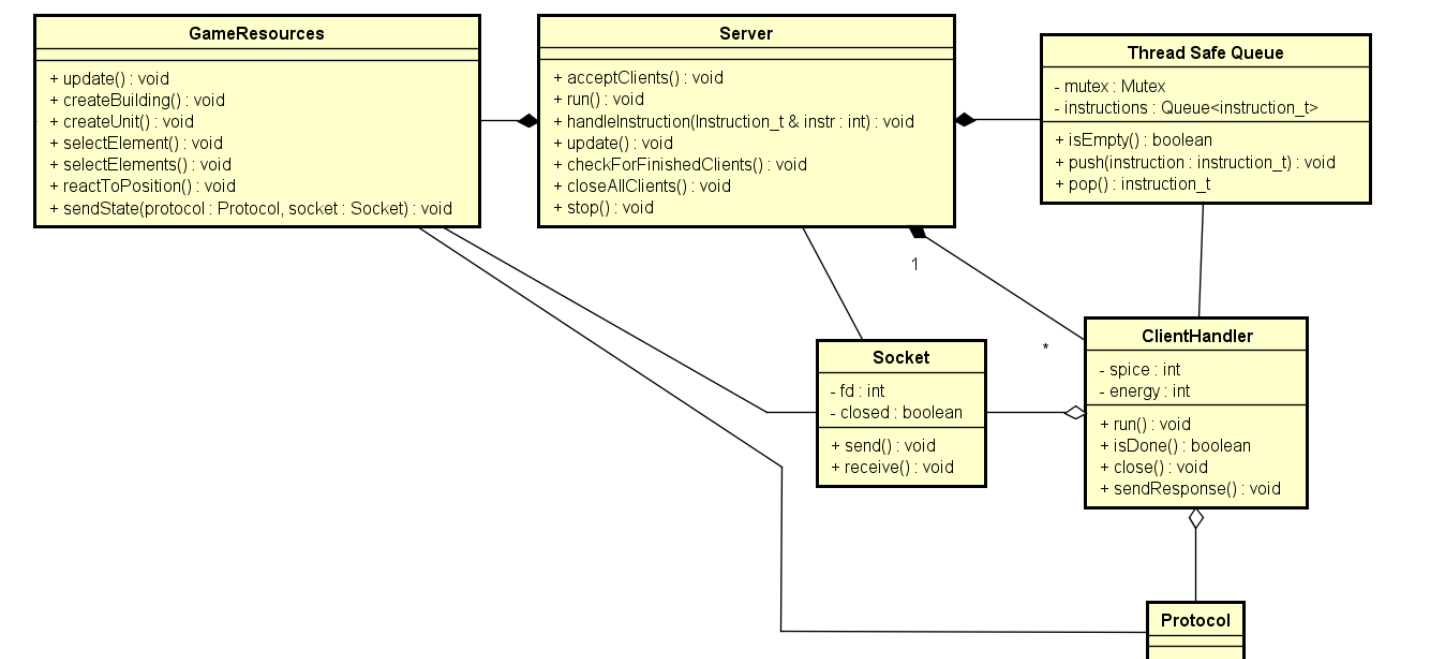 GameResources
+ update() : void
+ createBuilding() : void
+ createUnit() : void
+ selectElement() : void
+ selectElements() : void
+ reactToPosition() : void
+ sendState(protocol : Protocol, socket : Socket) : void
Server
+ acceptClients() : void
+ run() : void
+ handleInstruction(Instruction_t & instr : int) : void
+ update() : void
+ checkForFinishedClients() : void
+ closeAllClients() : void
+ stop() : void
Thread Safe Queue
- mutex : Mutex
- instructions : Queue<instruction_t>
+ isEmpty() : boolean
+ push(instruction : instruction_t) : void
+ pop() : instruction_t
1
*
Socket
- fd : int
- closed : boolean
+ send() : void
+ receive() : void
ClientHandler
- spice : int
- energy : int
+ run() : void
+ isDone() : boolean
+ close() : void
+ sendResponse() : void
Protocol